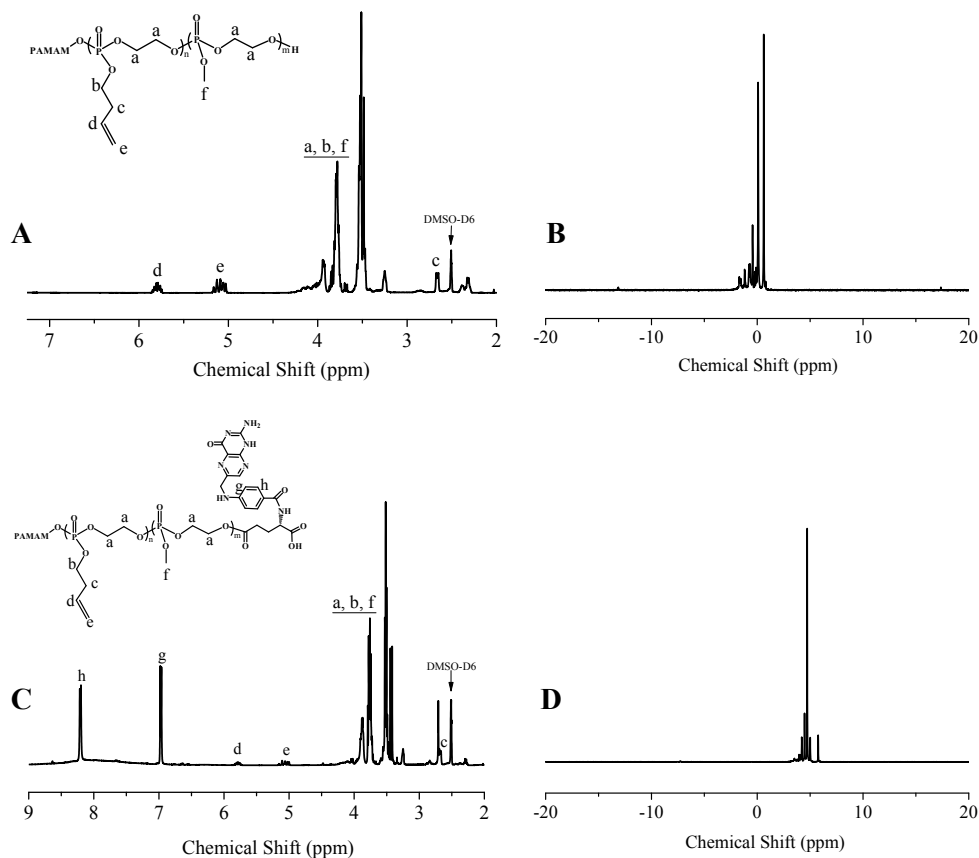 O a a O a
PAMAM O P O O P O O H
a O n O a m
b f
c
d
e
a, b, f
A
d
e
c
DMSO-D6
7 6 5 4 3 2
Chemical Shift (ppm)
B
-20 -10 0 10 20
Chemical Shift (ppm)
NH2
N N
O NH
N N
g h
HN O
NH
O a a O a O
PAMAM O P O O P O O OH
a O n O a m O
b f
c
d
e
a, b, f
C
h
g
d
e
c
DMSO-D6
9 8 7 6 5 4 3 2
Chemical Shift (ppm)
D
-20 -10 0 10 20
Chemical Shift (ppm)